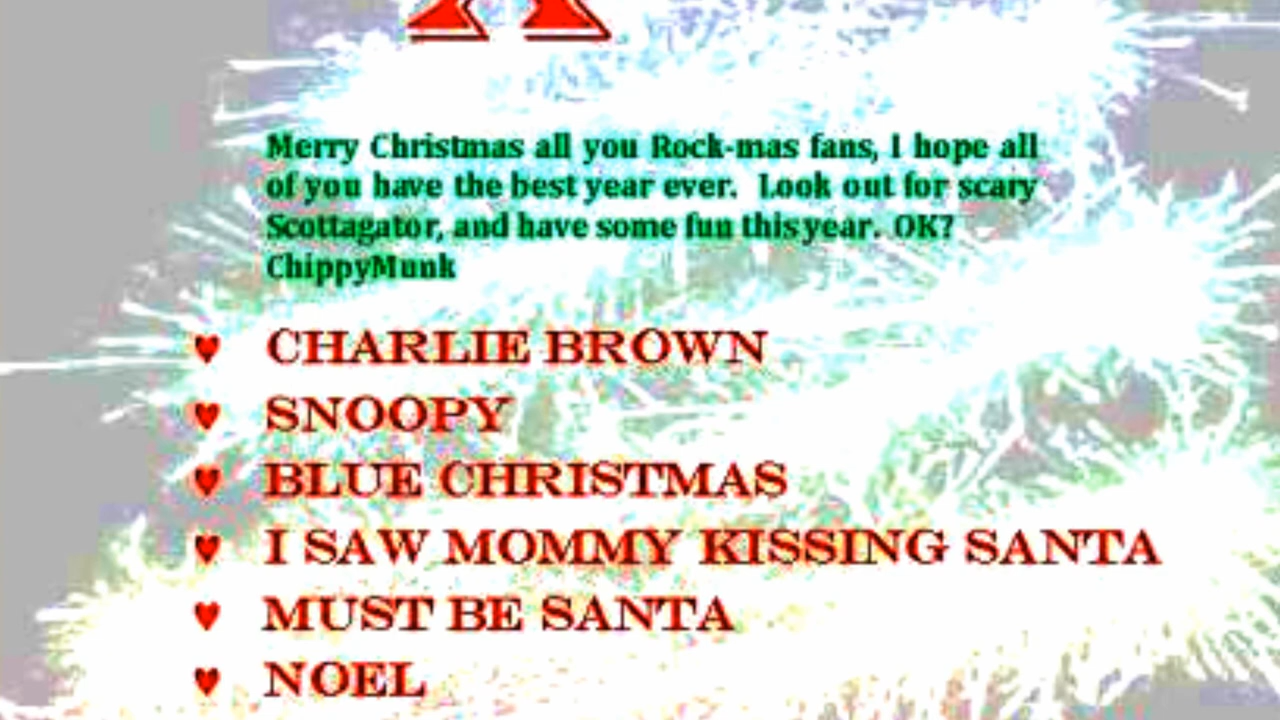 Merry Christmas all you Rock-mas fans, I hope all
of you have the best year ever. Look out for scary
Scottagator, and have some fun this year. OK?
ChippyMunk
♥ CHARLIE BROWN
♥ SNOOPY
♥ BLUE CHRISTMAS
♥ I SAW MOMMY KISSING SANTA
♥ MUST BE SANTA
♥ NOEL